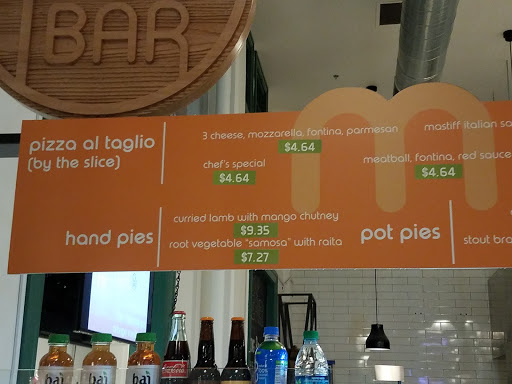 BAR
pizza al taglio
(by the slice)
3 cheese, mozzarella, fontina, parmesan
$4.64
mastiff italian
chef's special
$4.64
meatball, fontina, red sauce
$4.64
hand pies
curried lamb with mango chutney
$9.35
root vegetable "samosa" with raita
$7.27
pot pies
stout
bai
bai
bai